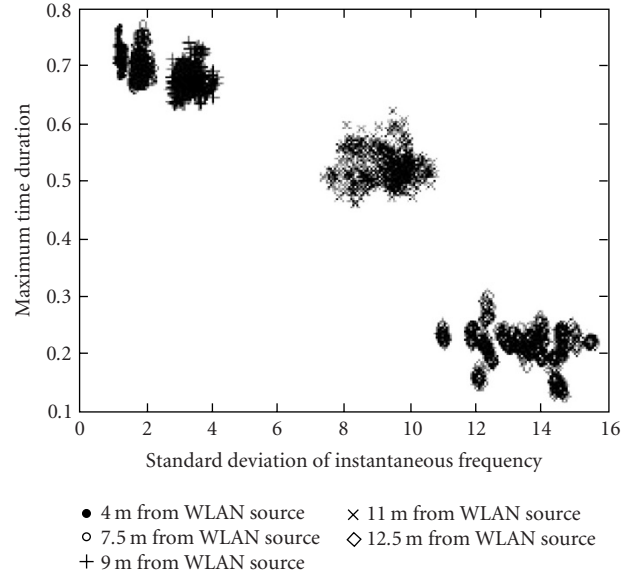 0.8
0.7
0.6
0.5
0.4
0.3
0.2
0.1
Maximum time duration
0 2 4 6 8 10 12 14 16
Standard deviation of instantaneous frequency
4 m from WLAN source
7.5 m from WLAN source
9 m from WLAN source
11 m from WLAN source
12.5 m from WLAN source